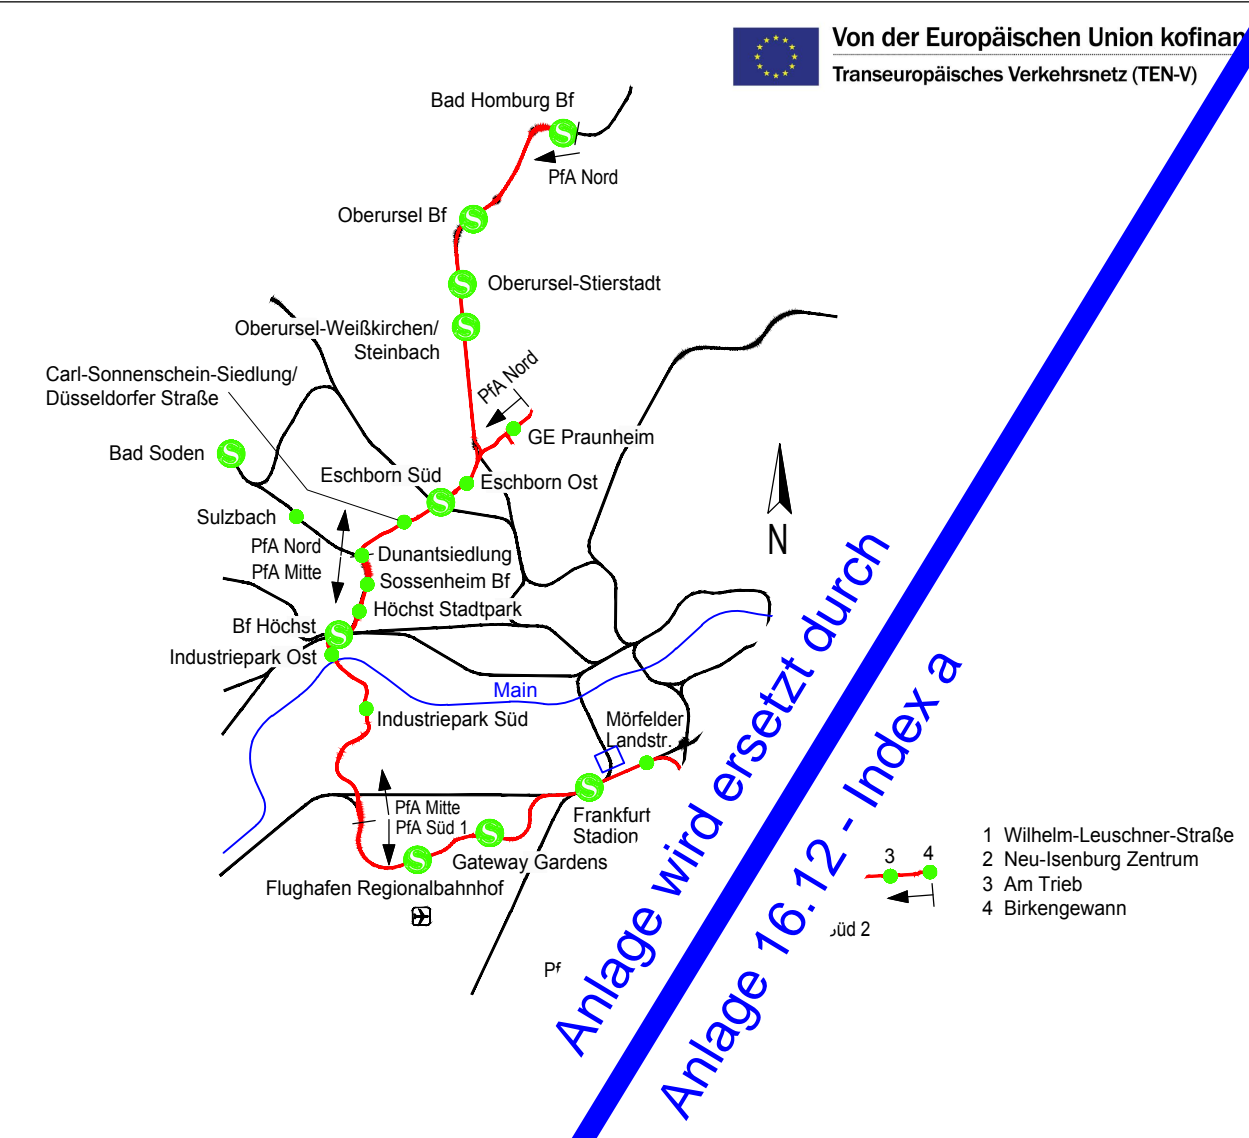 Von der Europäischen Union kofinan
Transeuropäisches Verkehrsnetz (TEN-V)
Bad Homburg Bf
PfA Nord
Oberursel Bf
Oberursel-Stierstadt
Oberursel-Weißkirchen/
Steinbach
PfA Nord
Carl-Sonnenschein-Siedlung/
Düsseldorfer Straße
GE Praunheim
Bad Soden
Eschborn Süd
Eschborn Ost
Sulzbach
N
PfA Nord
PfA Mitte
Dunantsiedlung
Sossenheim Bf
Höchst Stadtpark
Bf Höchst
Industriepark Ost
Main
Industriepark Süd
Mörfelder
Landstr.
PfA Mitte
PfA Süd 1
Frankfurt
Stadion
Gateway Gardens
Flughafen Regionalbahnhof
Pf
Anlage wird ersetzt durch
Anlage 16.12 - Index a
3 4
üd 2
1 Wilhelm-Leuschner-Straße
2 Neu-Isenburg Zentrum
3 Am Trieb
4 Birkengewann